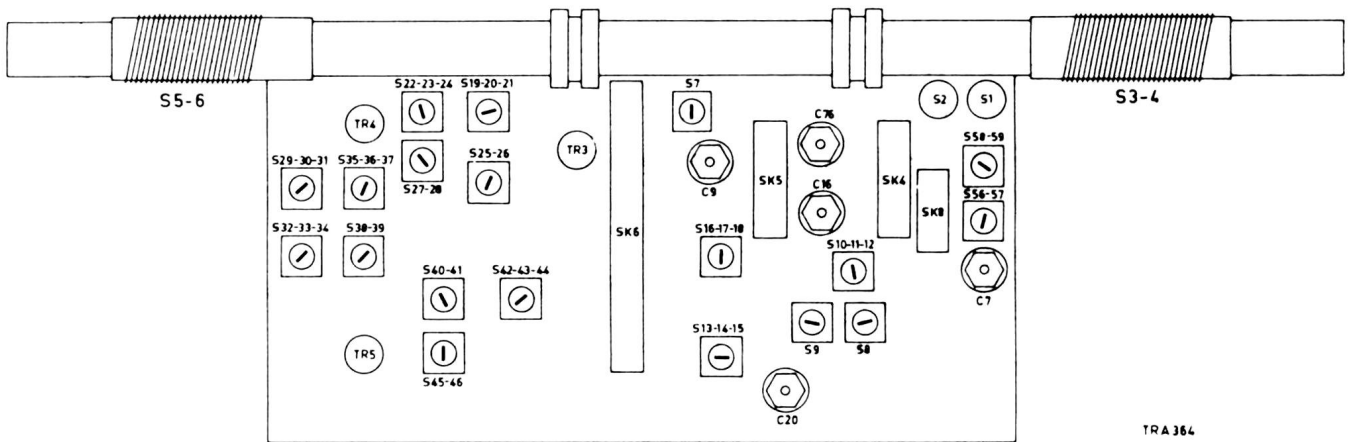 S5-6
S3-4
S22-23-24
S19-20-21
S7
C76
S2
S1
TR4
TR3
S58-59
S29-30-31
S35-36-37
S27-28
S25-26
C9
SK5
C16
SK4
SK8
S56-57
S32-33-34
S38-39
SK6
S16-17-18
S10-11-12
S40-41
S42-43-44
C7
S13-14-15
S9
S8
TR5
S45-46
C20
TRA364